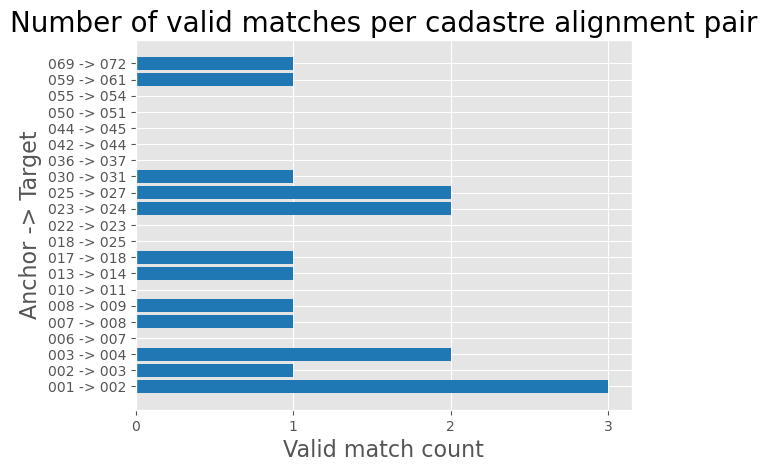 Number of valid matches per cadastre alignment pair
Anchor -> Target
069 -> 072
059 -> 061
055 -> 054
050 -> 051
044 -> 045
042 -> 044
036 -> 037
030 -> 031
025 -> 027
023 -> 024
022 -> 023
018 -> 025
017 -> 018
013 -> 014
010 -> 011
008 -> 009
007 -> 008
006 -> 007
003 -> 004
002 -> 003
001 -> 002
0 1 2 3
Valid match count